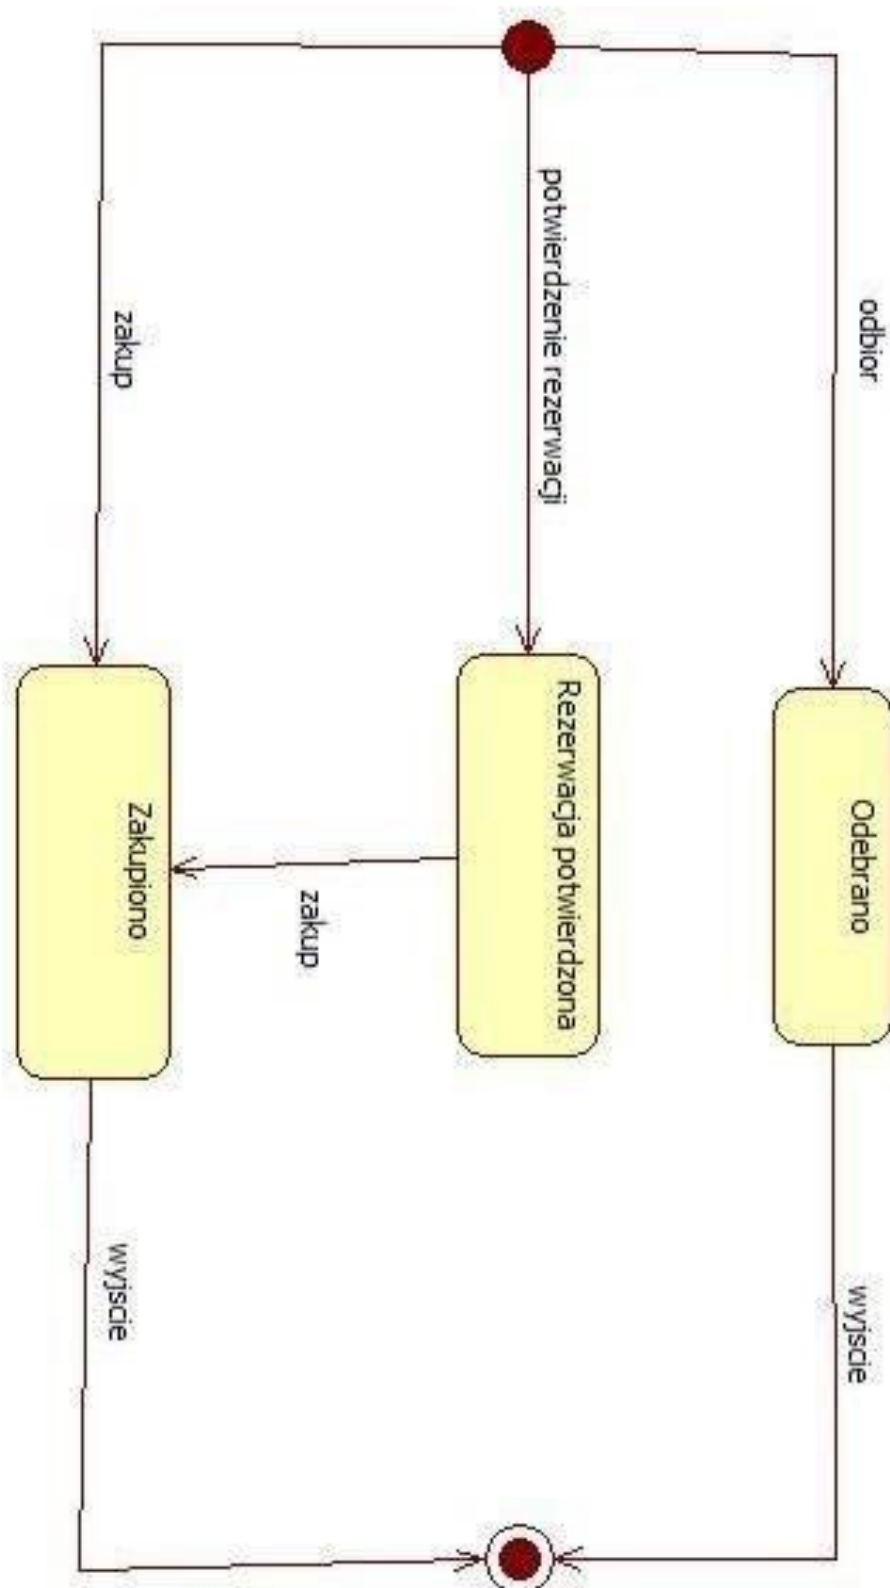 odbior
Odebrano
wyjscie
potwierdzenie rezerwacji
Rezerwacja potwierdzona
zakup
zakup
Zakupiono
wyjscie